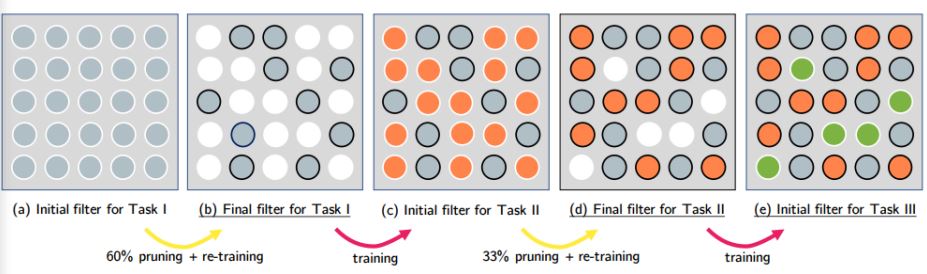 (a) Initial filter for Task I
(b) Final filter for Task I
(c) Initial filter for Task II
(d) Final filter for Task II
(e) Initial filter for Task III
60% pruning + re-training
training
33% pruning + re-training
training